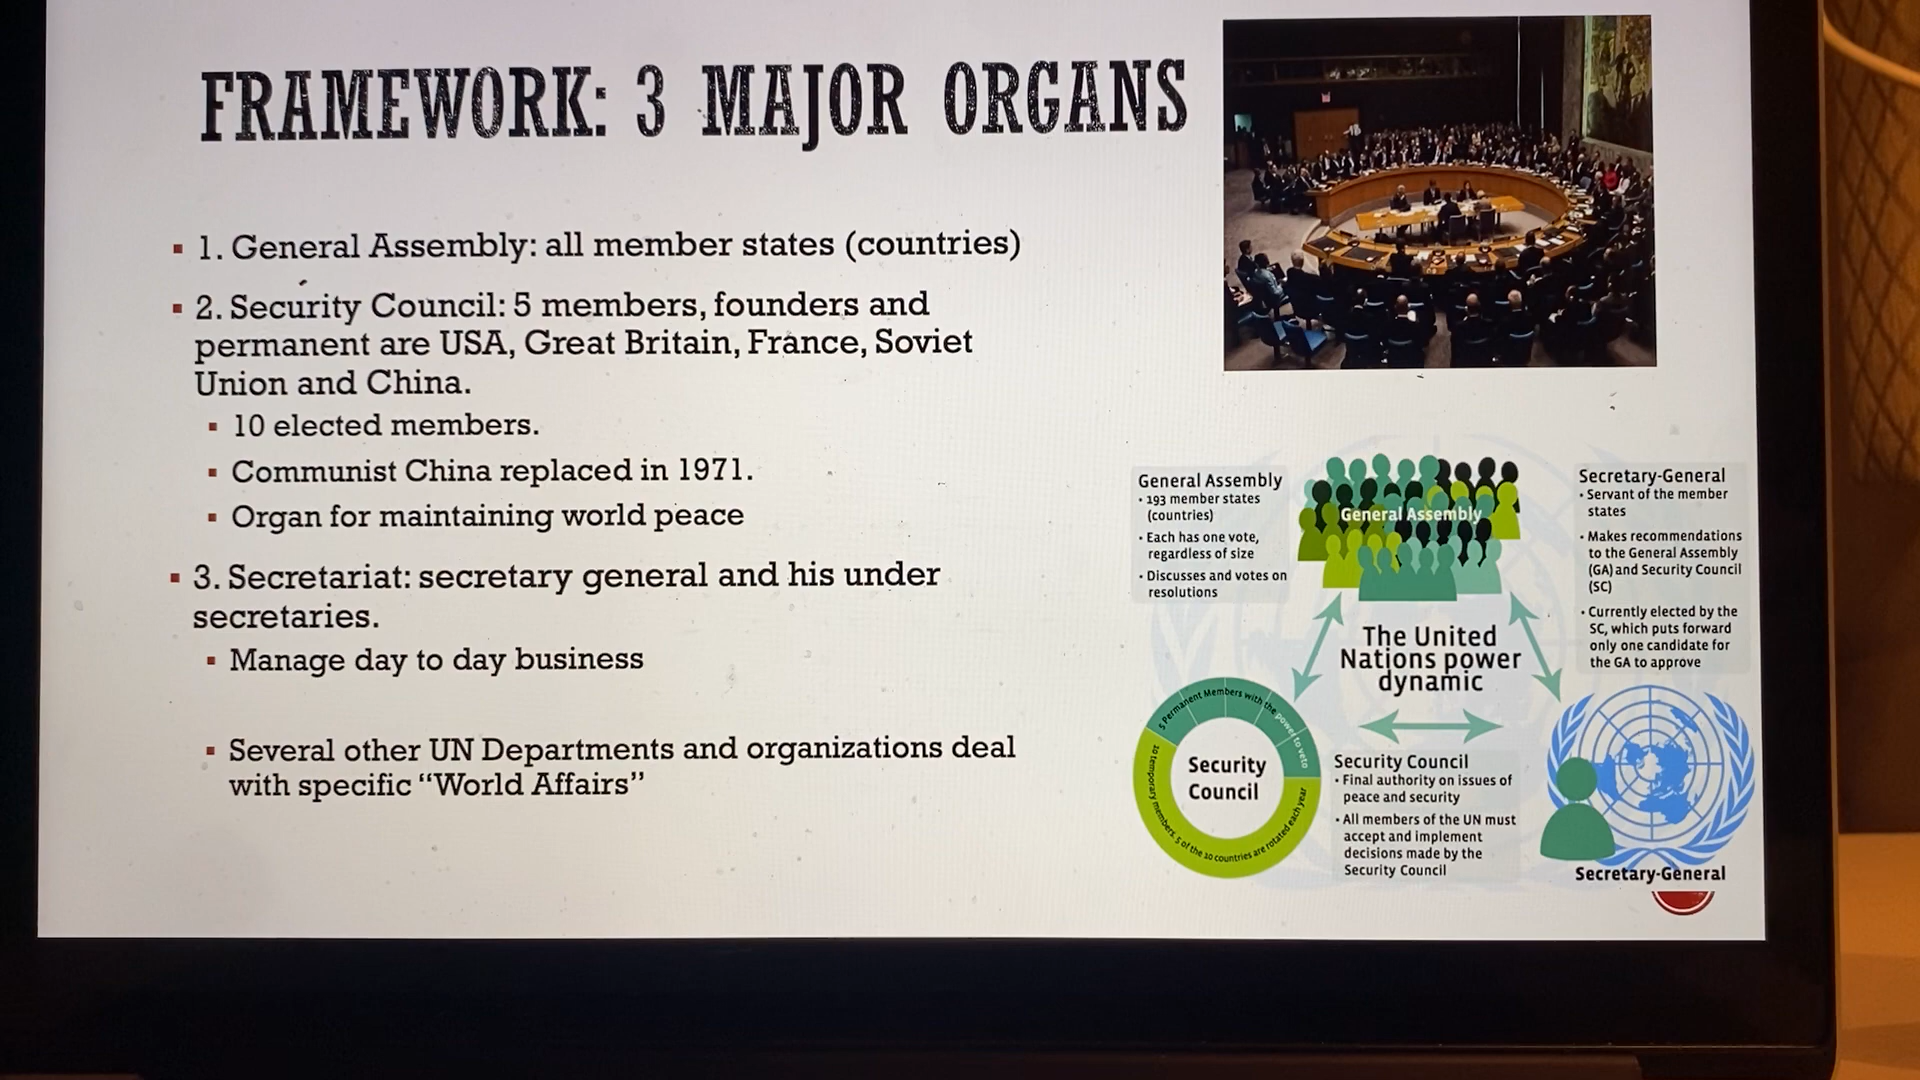 FRAMEWORK: 3 MAJOR ORGANS
1. General Assembly: all member states (countries)
2. Security Council: 5 members, founders and
permanent are USA, Great Britain, France, Soviet
Union and China.
10 elected members.
Communist China replaced in 1971.
Organ for maintaining world peace
3. Secretariat: secretary general and his under
secretaries.
Manage day to day business
Several other UN Departments and organizations deal
with specific “World Affairs”
General Assembly
• 193 member states
(countries)
• Each has one vote,
regardless of size
• Discusses and votes on
resolutions
General Assembly
Secretary-General
• Servant of the member
states
• Makes recommendations
to the General Assembly
(GA) and Security Council
(SC)
• Currently elected by the
SC, which puts forward
only one candidate for
the GA to approve
The United
Nations power
dynamic
5 Permanent Members with the power to veto
10 temporary members. 5 of the 10 countries are rotated each year
Security
Council
Security Council
• Final authority on issues of
peace and security
• All members of the UN must
accept and implement
decisions made by the
Security Council
Secretary-General